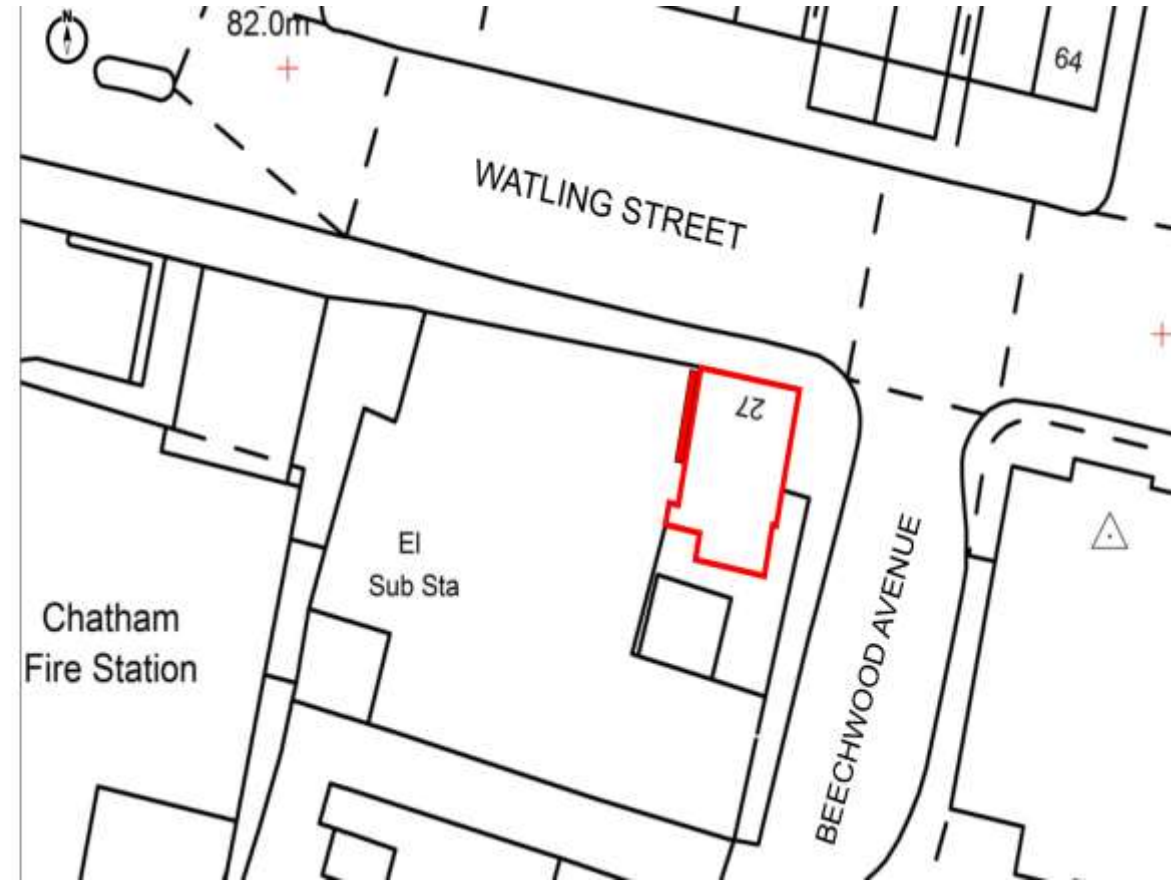 N
82.0m
64
WATLING STREET
27
El
Sub Sta
Chatham
Fire Station
BEECHWOOD AVENUE